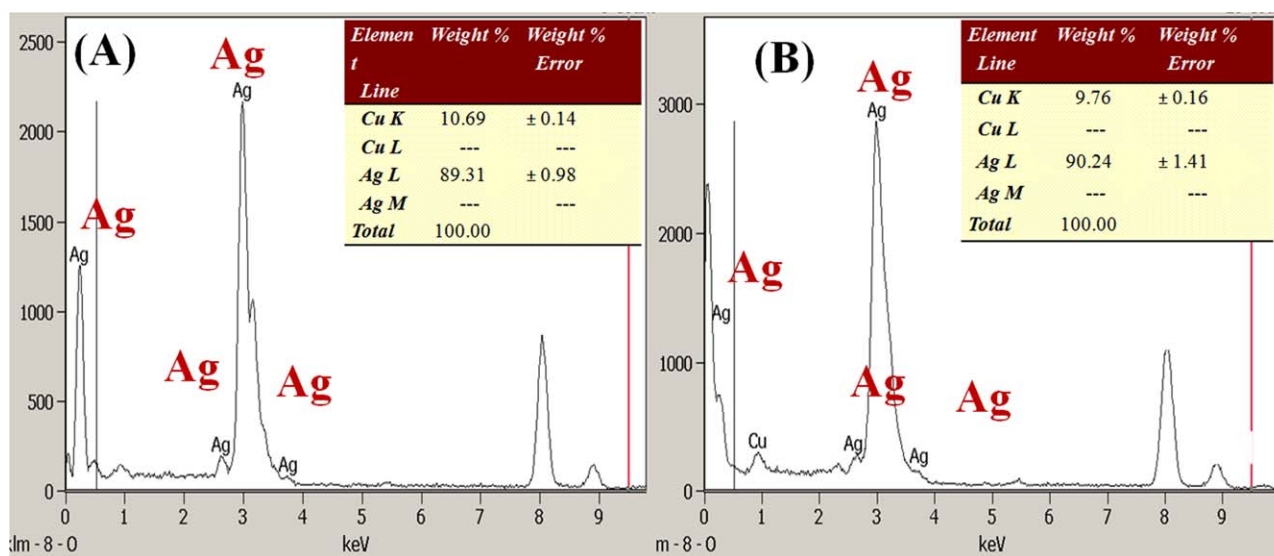 (A)
2500
2000
1500
1000
500
0
Ag
Ag
Ag
Ag
Ag
Ag
Ag
Ag
Elemen Weight % Weight %
t Error
Line
Cu K 10.69 ± 0.14
Cu L --- ---
Ag L 89.31 ± 0.98
Ag M --- ---
Total 100.00
0 1 2 3 4 5 6 7 8 9
klm - 8 - O keV
(B)
3000
2000
1000
0
Ag
Ag
Ag
Ag
Cu
Ag
Ag
Ag
Ag
Element Weight % Weight %
Line Error
Cu K 9.76 ± 0.16
Cu L --- ---
Ag L 90.24 ± 1.41
Ag M --- ---
Total 100.00
0 1 2 3 4 5 6 7 8 9
m - 8 - O keV